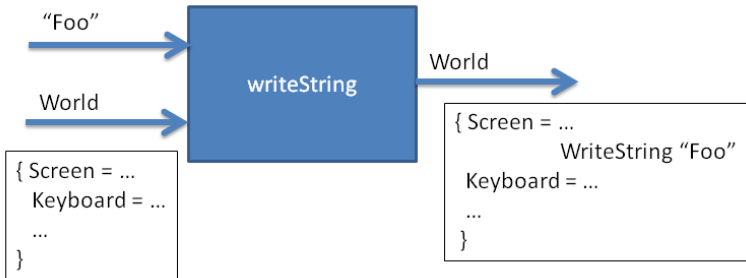 “Foo”
World
writeString
World
{ Screen = ...
Keyboard = ...
...
}
{ Screen = ...
WriteString “Foo”
Keyboard = ...
...
}